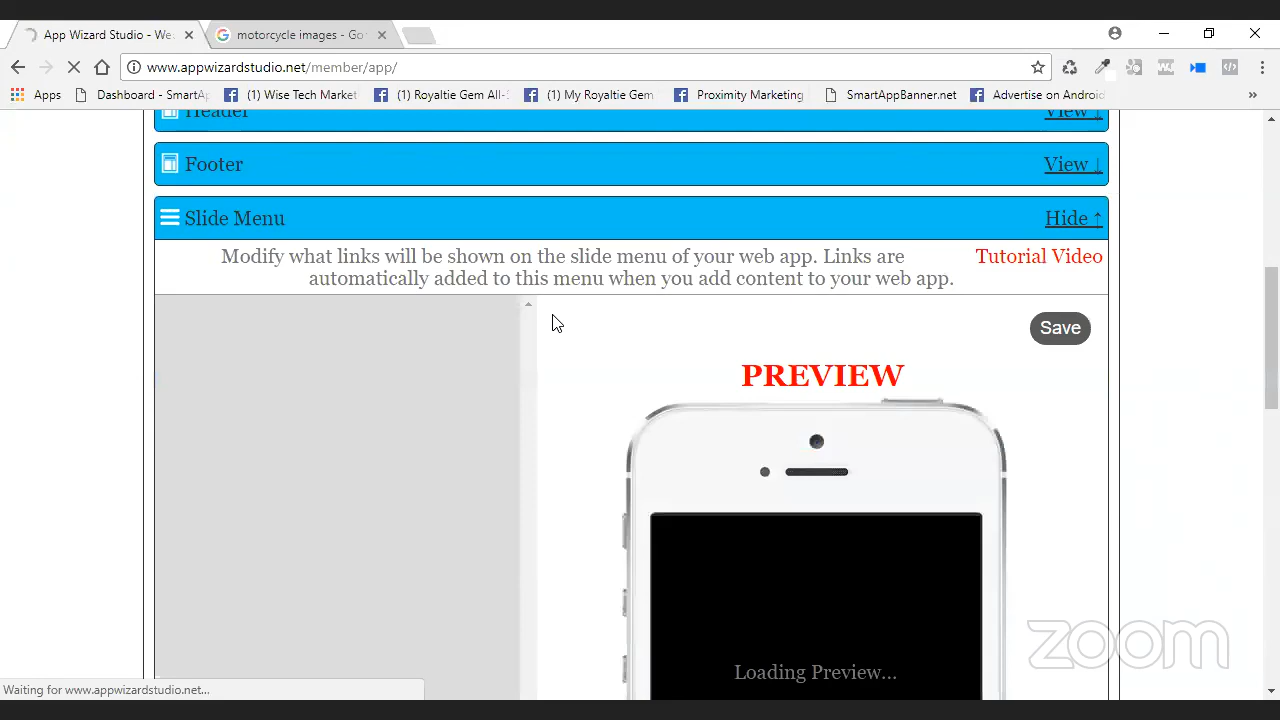 App Wizard Studio - We
motorcycle images - Go
www.appwizardstudio.net/member/app/
Apps
Dashboard - SmartA
(1) Wise Tech Market
(1) Royaltie Gem All-
(1) My Royaltie Gem
Proximity Marketing
SmartAppBanner.net
Advertise on Android
»
Header
View ↓
Footer
View ↓
Slide Menu
Hide ↑
Modify what links will be shown on the slide menu of your web app. Links are
automatically added to this menu when you add content to your web app.
Tutorial Video
Save
PREVIEW
Loading Preview...
zoom
Waiting for www.appwizardstudio.net...